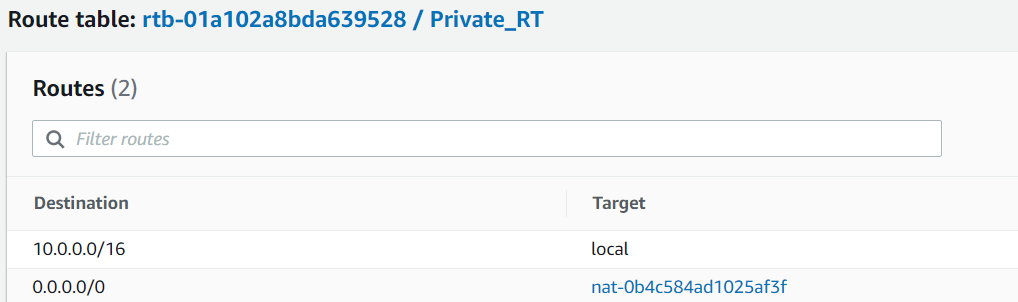 Route table: rtb-01a102a8bda639528 / Private_RT
Routes (2)
Filter routes
Destination Target
10.0.0.0/16 local
0.0.0.0/0 nat-0b4c584ad1025af3f